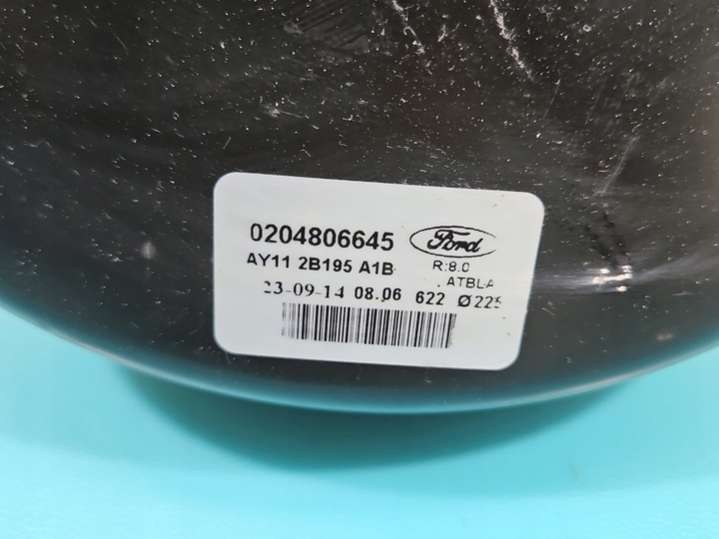 0204806645 Ford
AY11 2B195 A1B R:8.0
ATBLA
23-09-14 08.06 622 Ø225